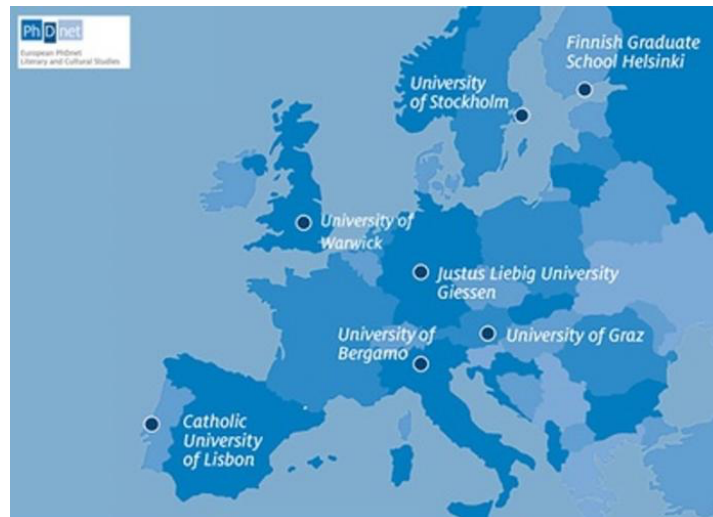 PhDnet
European PhDnet
Literary and Cultural Studies
Finnish Graduate
School Helsinki
University
of Stockholm
University of
Warwick
Justus Liebig University
Giessen
University of
Bergamo
University of Graz
Catholic
University
of Lisbon